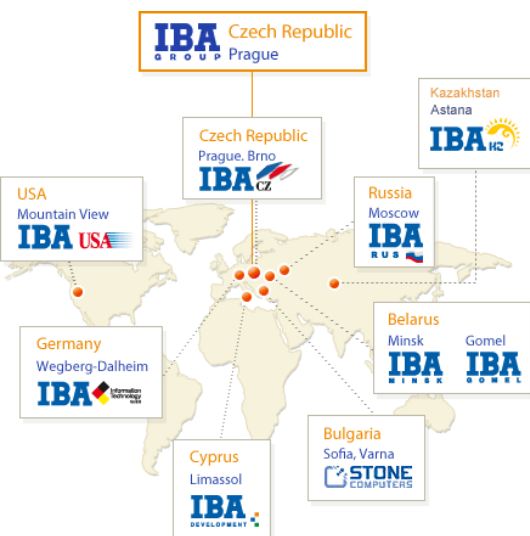 IBA GROUP
Czech Republic
Prague
Kazakhstan
Astana
IBA KZ
Czech Republic
Prague. Brno
IBA CZ
USA
Mountain View
IBA USA
Russia
Moscow
IBA
RUS
Belarus
Minsk
IBA
MINSK
Gomel
IBA
GOMEL
Germany
Wegberg-Dalheim
IBA Information Technology
Bulgaria
Sofia, Varna
STONE
COMPUTERS
Cyprus
Limassol
IBA
DEVELOPMENT